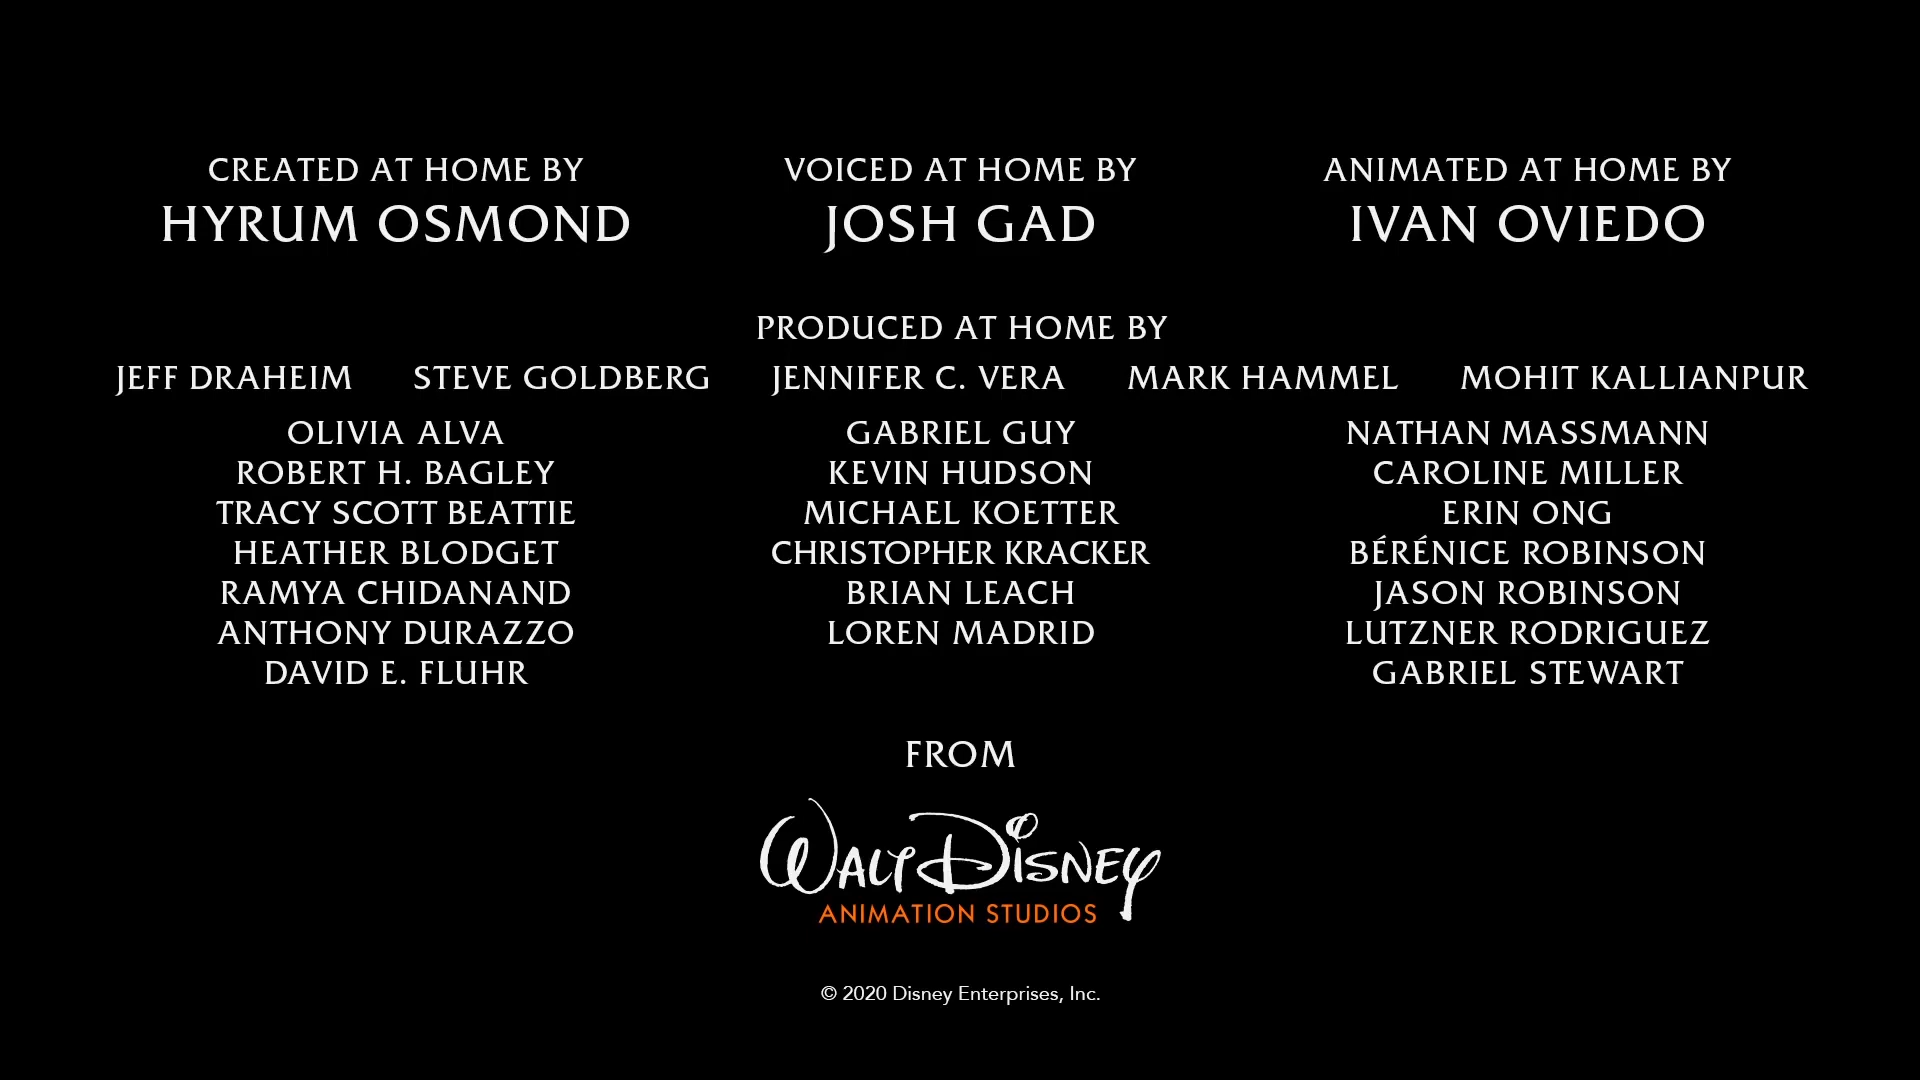 CREATED AT HOME BY
HYRUM OSMOND
VOICED AT HOME BY
JOSH GAD
ANIMATED AT HOME BY
IVAN OVIEDO
PRODUCED AT HOME BY
JEFF DRAHEIM STEVE GOLDBERG JENNIFER C. VERA MARK HAMMEL MOHIT KALLIANPUR
OLIVIA ALVA
ROBERT H. BAGLEY
TRACY SCOTT BEATTIE
HEATHER BLODGET
RAMYA CHIDANAND
ANTHONY DURAZZO
DAVID E. FLUHR
GABRIEL GUY
KEVIN HUDSON
MICHAEL KOETTER
CHRISTOPHER KRACKER
BRIAN LEACH
LOREN MADRID
NATHAN MASSMANN
CAROLINE MILLER
ERIN ONG
BÉRÉNICE ROBINSON
JASON ROBINSON
LUTZNER RODRIGUEZ
GABRIEL STEWART
FROM
WALT DISNEY
ANIMATION STUDIOS
© 2020 Disney Enterprises, Inc.